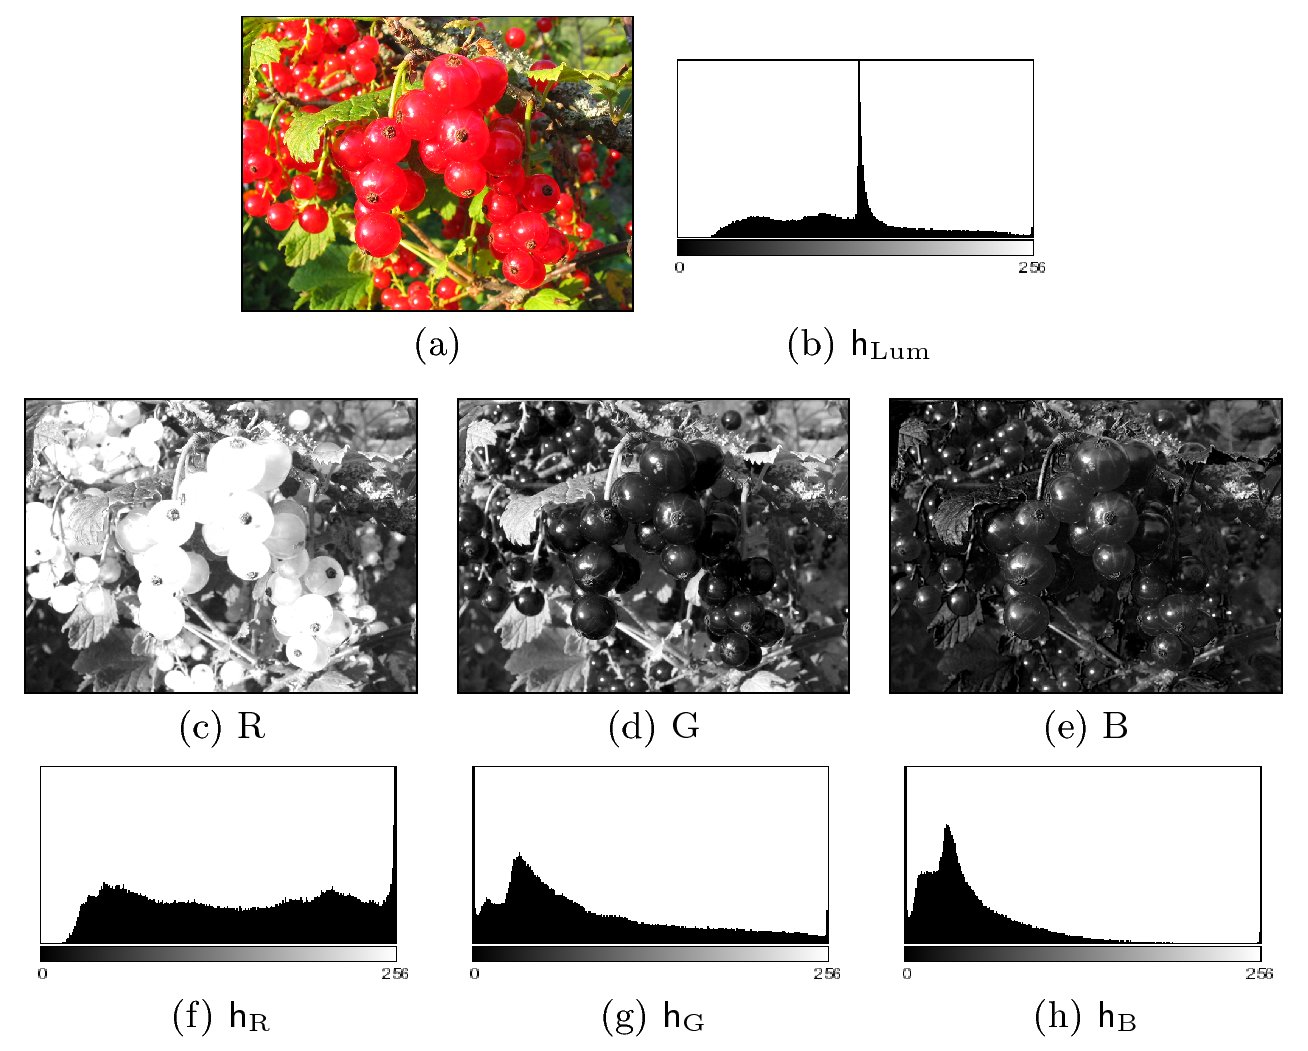 0 256
(a) (b) hLum
(c) R (d) G (e) B
0 256 0 256 0 256
(f) hR (g) hG (h) hB